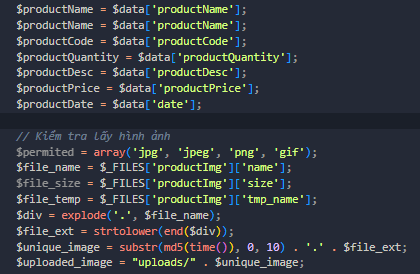 $productName = $data['productName'];
$productName = $data['productName'];
$productCode = $data['productCode'];
$productQuantity = $data['productQuantity'];
$productDesc = $data['productDesc'];
$productPrice = $data['productPrice'];
$productDate = $data['date'];
// Kiểm tra lấy hình ảnh
$permited = array('jpg', 'jpeg', 'png', 'gif');
$file_name = $_FILES['productImg']['name'];
$file_size = $_FILES['productImg']['size'];
$file_temp = $_FILES['productImg']['tmp_name'];
$div = explode('.', $file_name);
$file_ext = strtolower(end($div));
$unique_image = substr(md5(time()), 0, 10) . '.' . $file_ext;
$uploaded_image = "uploads/" . $unique_image;